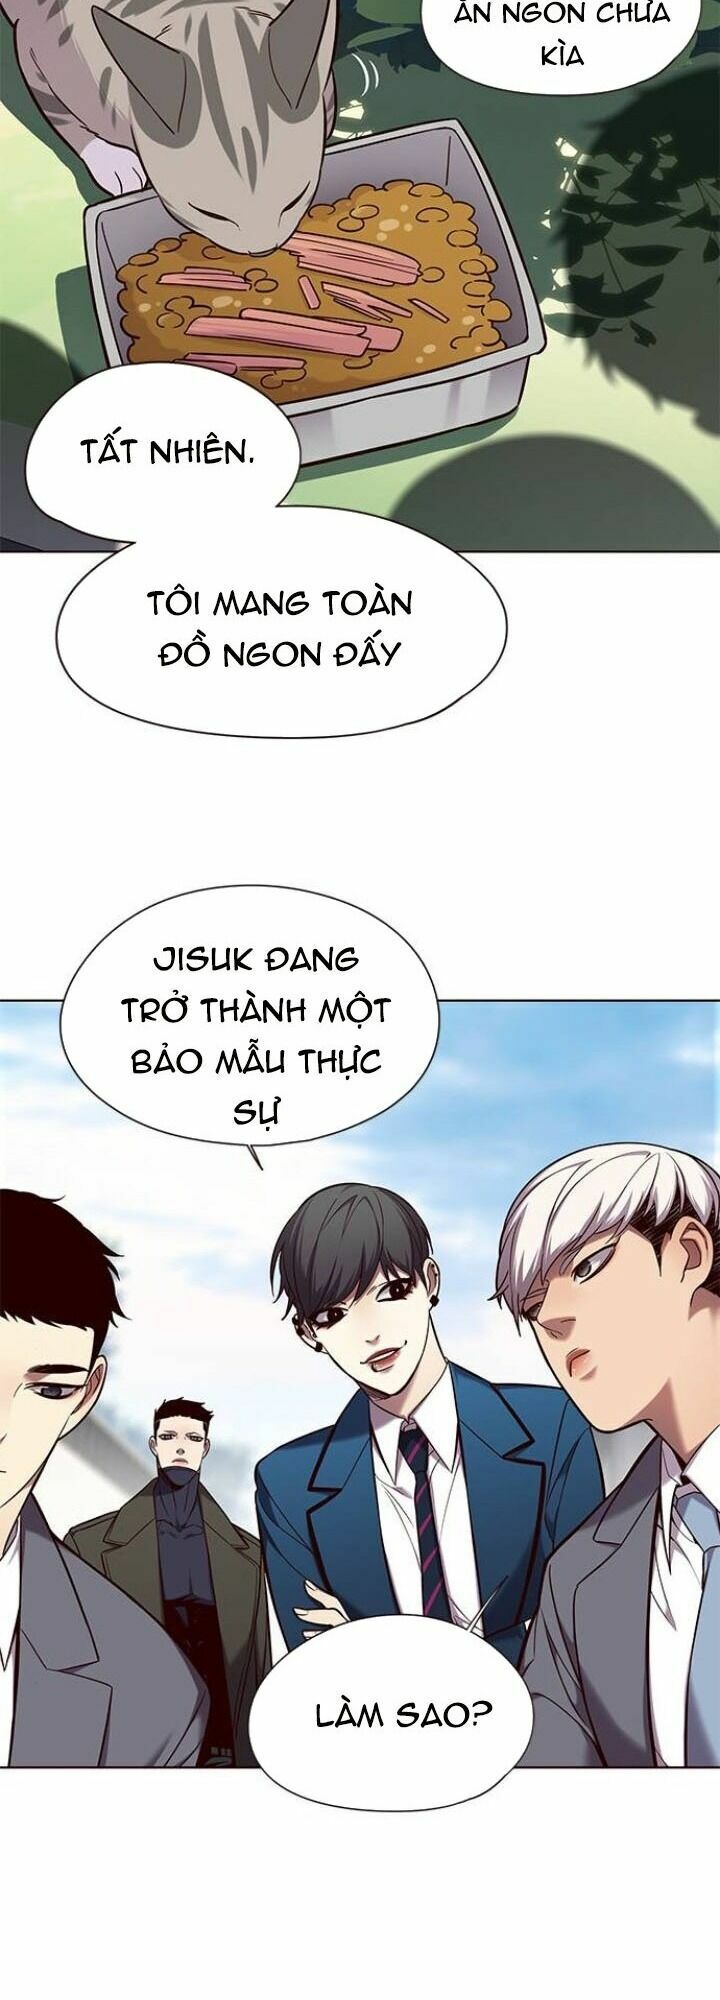 ĂN NGON CHƯA
KÌA
TẤT NHIÊN.
TÔI MANG TOÀN
ĐỒ NGON ĐẤY
JISUK ĐANG
TRỞ THÀNH MỘT
BẢO MẪU THỰC
SỰ
LÀM SAO?